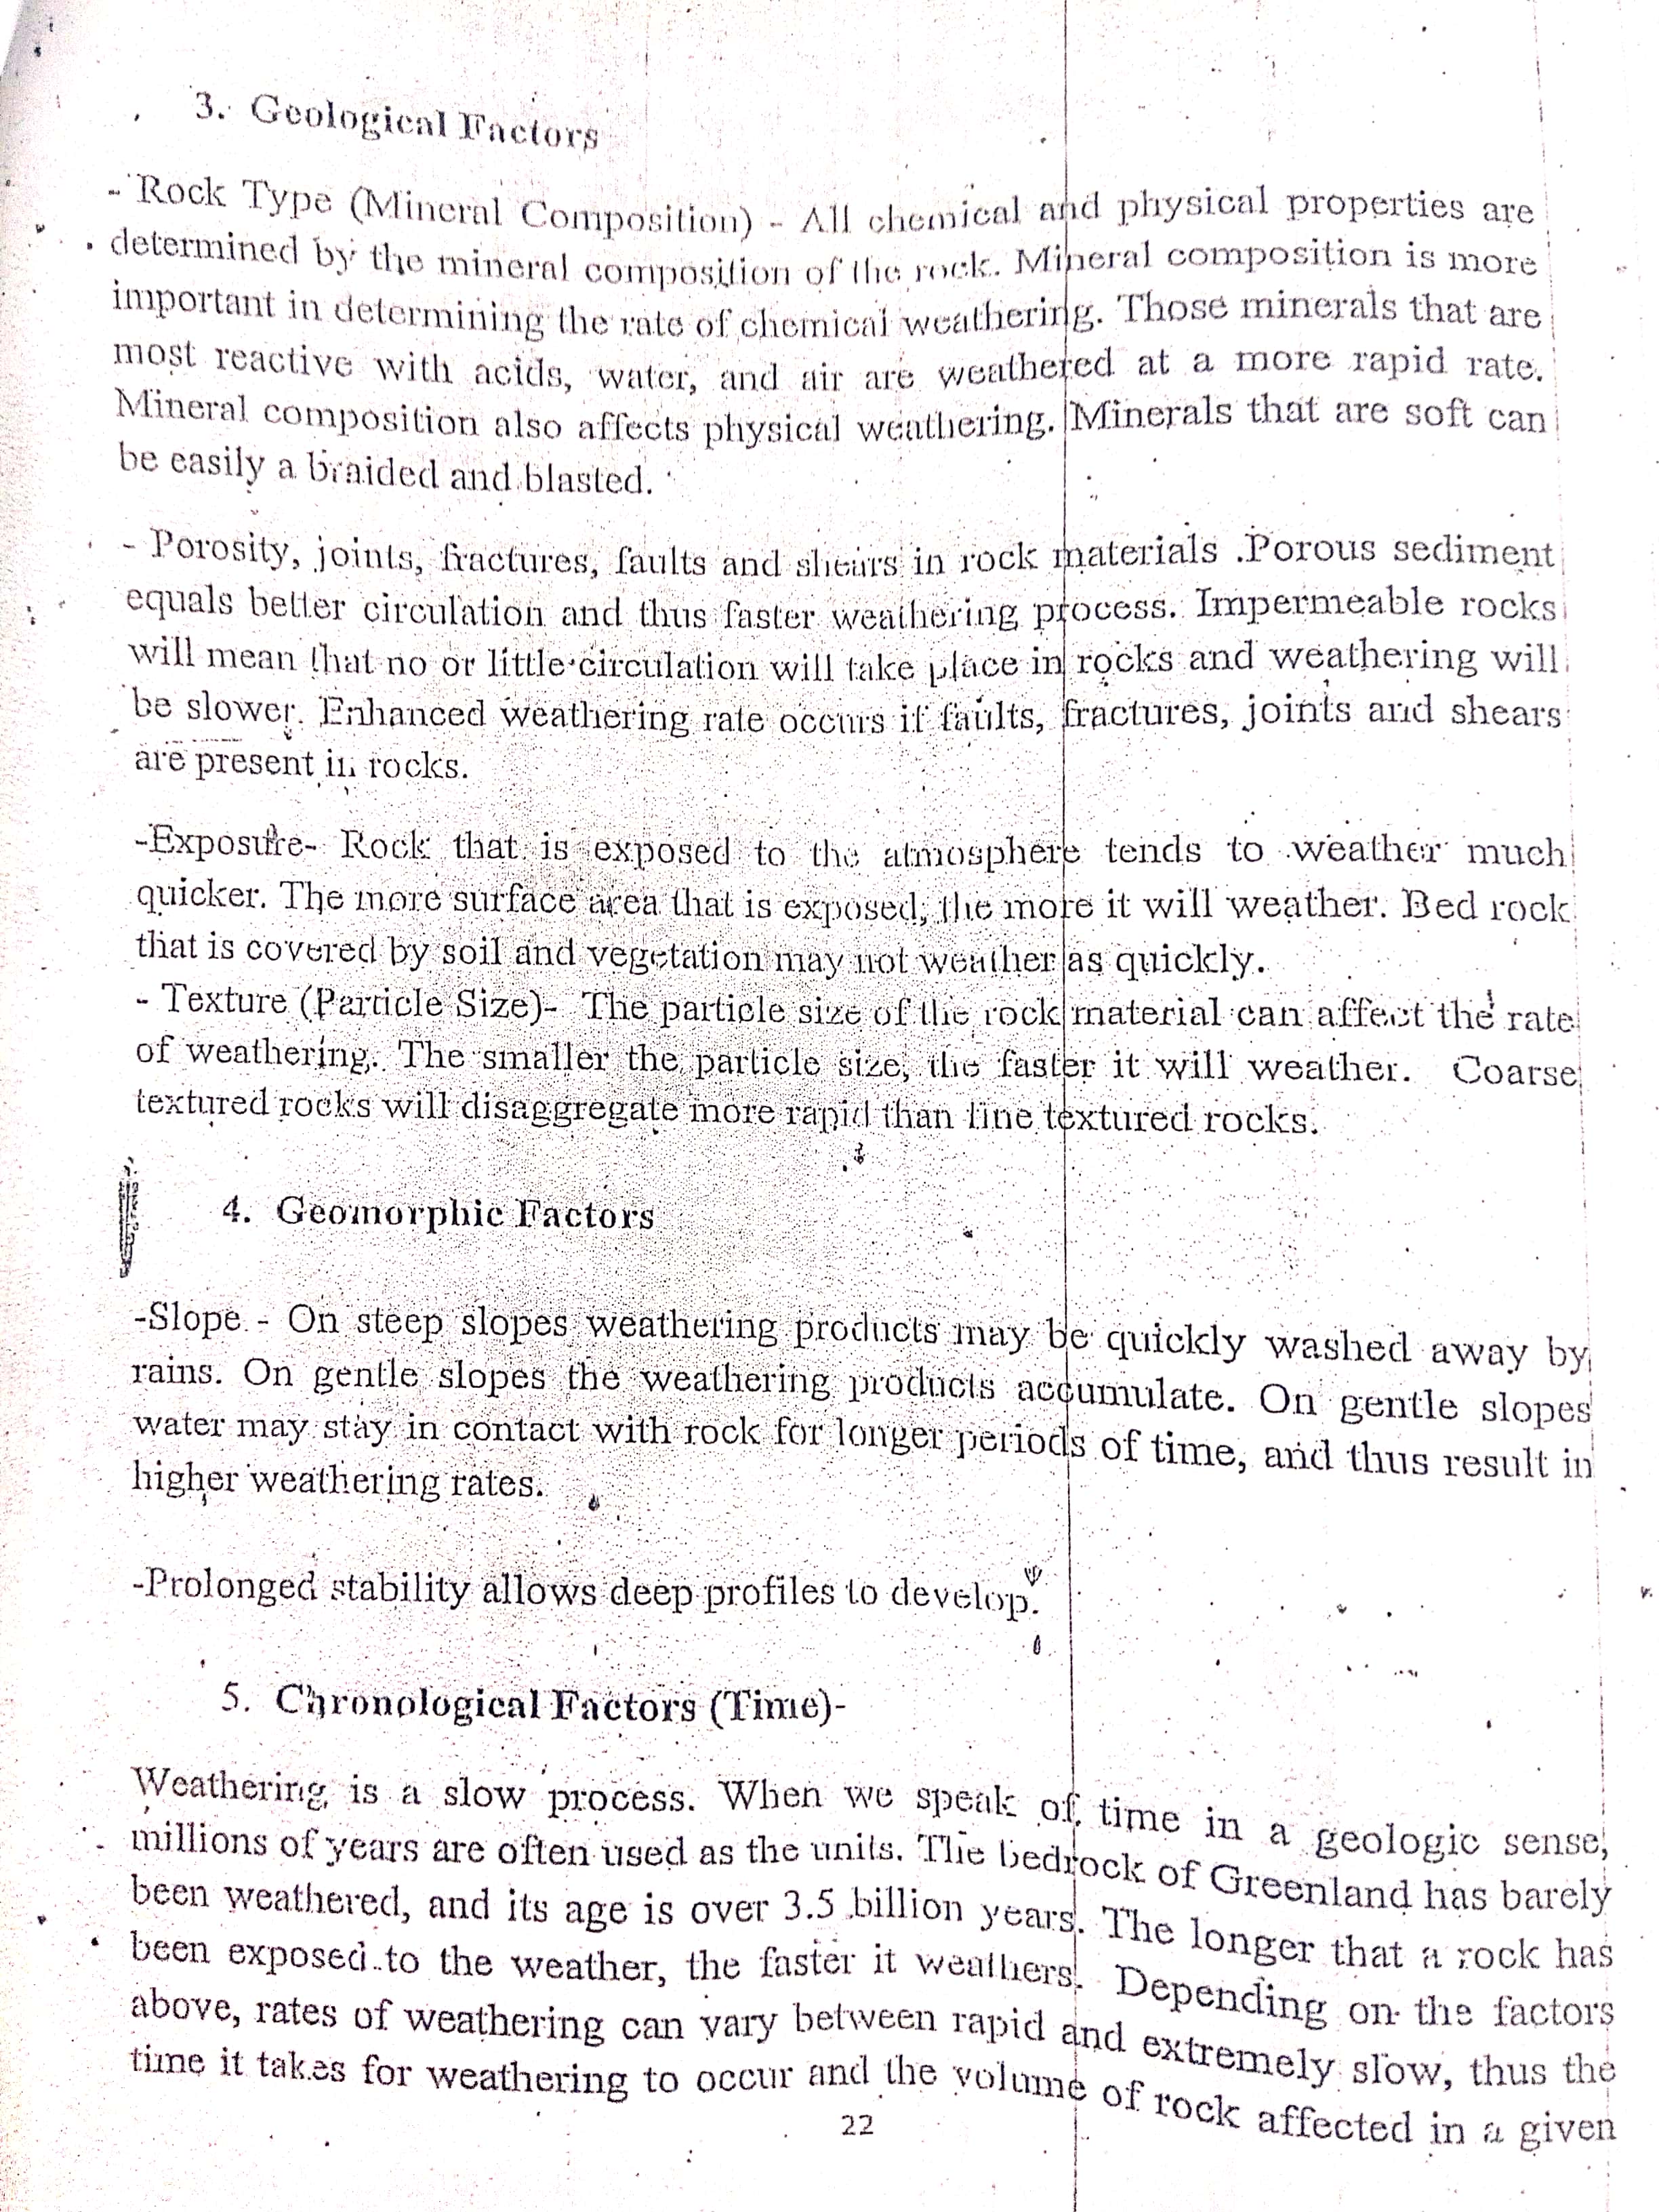 3. Geological Factors
- Rock Type (Mineral Composition) - All chemical and physical properties are
determined by the mineral composition of the rock. Mineral composition is more
important in determining the rate of chemical weathering. Those minerals that are
most reactive with acids, water, and air are weathered at a more rapid rate.
Mineral composition also affects physical weathering. Minerals that are soft can
be easily a braided and blasted.
- Porosity, joints, fractures, faults and shears in rock materials .Porous sediment
equals better circulation and thus faster weathering process. Impermeable rocks
will mean that no or little circulation will take place in rocks and weathering will
be slower. Enhanced weathering rate occurs if faults, fractures, joints and shears
are present in rocks.
-Exposure- Rock that is exposed to the atmosphere tends to weather much
quicker. The more surface area that is exposed, the more it will weather. Bed rock
that is covered by soil and vegetation may not weather as quickly.
- Texture (Particle Size)- The particle size of the rock material can affect the rate
of weathering. The smaller the particle size, the faster it will weather. Coarse
textured rocks will disaggregate more rapid than fine textured rocks.
4. Geomorphic Factors
-Slope - On steep slopes weathering products may be quickly washed away by
rains. On gentle slopes the weathering products accumulate. On gentle slopes
water may stay in contact with rock for longer periods of time, and thus result in
higher weathering rates.
-Prolonged stability allows deep profiles to develop.
5. Chronological Factors (Time)-
Weathering is a slow process. When we speak of time in a geologic sense,
millions of years are often used as the units. The bedrock of Greenland has barely
been weathered, and its age is over 3.5 billion years. The longer that a rock has
been exposed to the weather, the faster it weathers. Depending on the factors
above, rates of weathering can vary between rapid and extremely slow, thus the
time it takes for weathering to occur and the volume of rock affected in a given
22